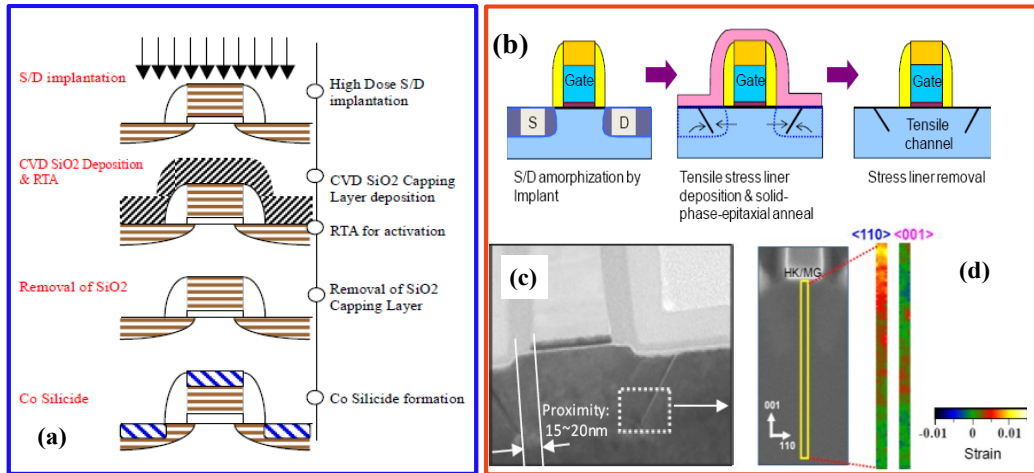 S/D implantation
High Dose S/D
implantation
CVD SiO2 Deposition
& RTA
CVD SiO2 Capping
Layer deposition
RTA for activation
Removal of SiO2
Removal of SiO2
Capping Layer
Co Silicide
Co Silicide formation
(a)
(b)
Gate
S
D
S/D amorphization by
Implant
Gate
Tensile stress liner
deposition & solid-
phase-epitaxial anneal
Gate
Tensile
channel
Stress liner removal
(c)
Proximity:
15~20nm
HK/MG
001
110
<110>
<001>
(d)
-0.01
0
0.01
Strain